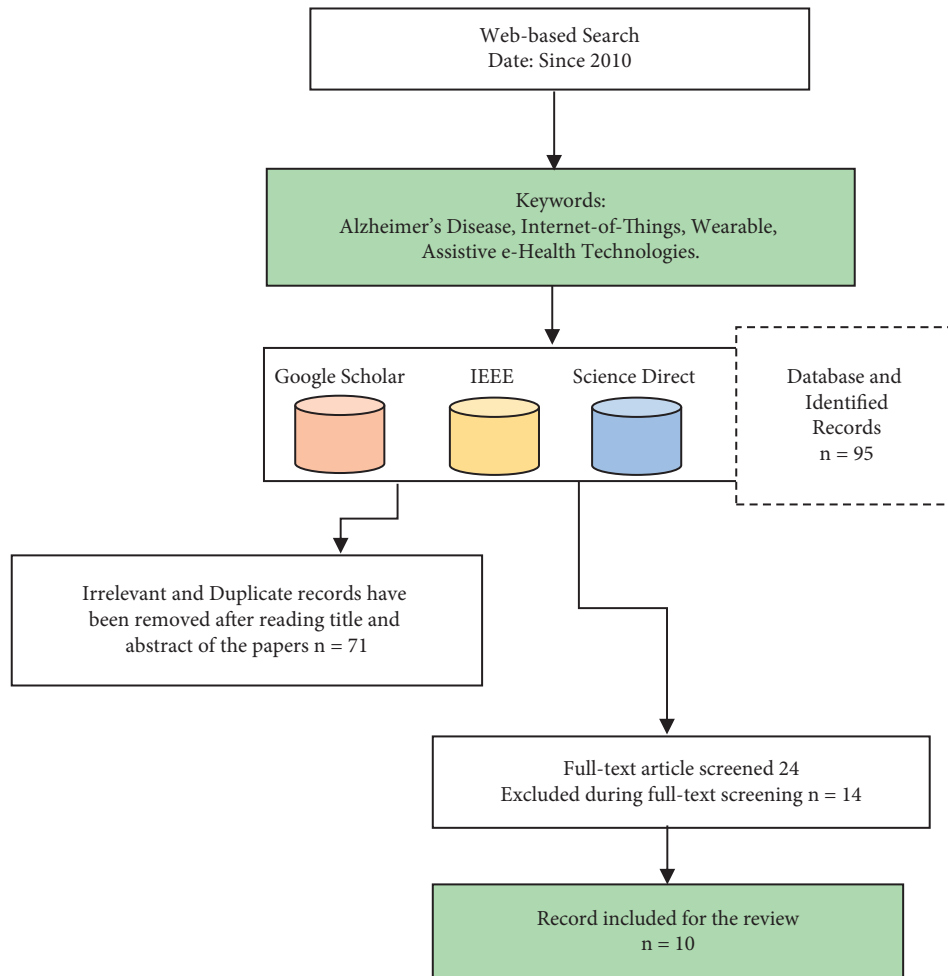 Web-based Search
Date: Since 2010
Keywords:
Alzheimer's Disease, Internet-of-Things, Wearable,
Assistive e-Health Technologies.
Google Scholar
IEEE
Science Direct
Database and
Identified
Records
n = 95
Irrelevant and Duplicate records have
been removed after reading title and
abstract of the papers n = 71
Full-text article screened 24
Excluded during full-text screening n = 14
Record included for the review
n = 10